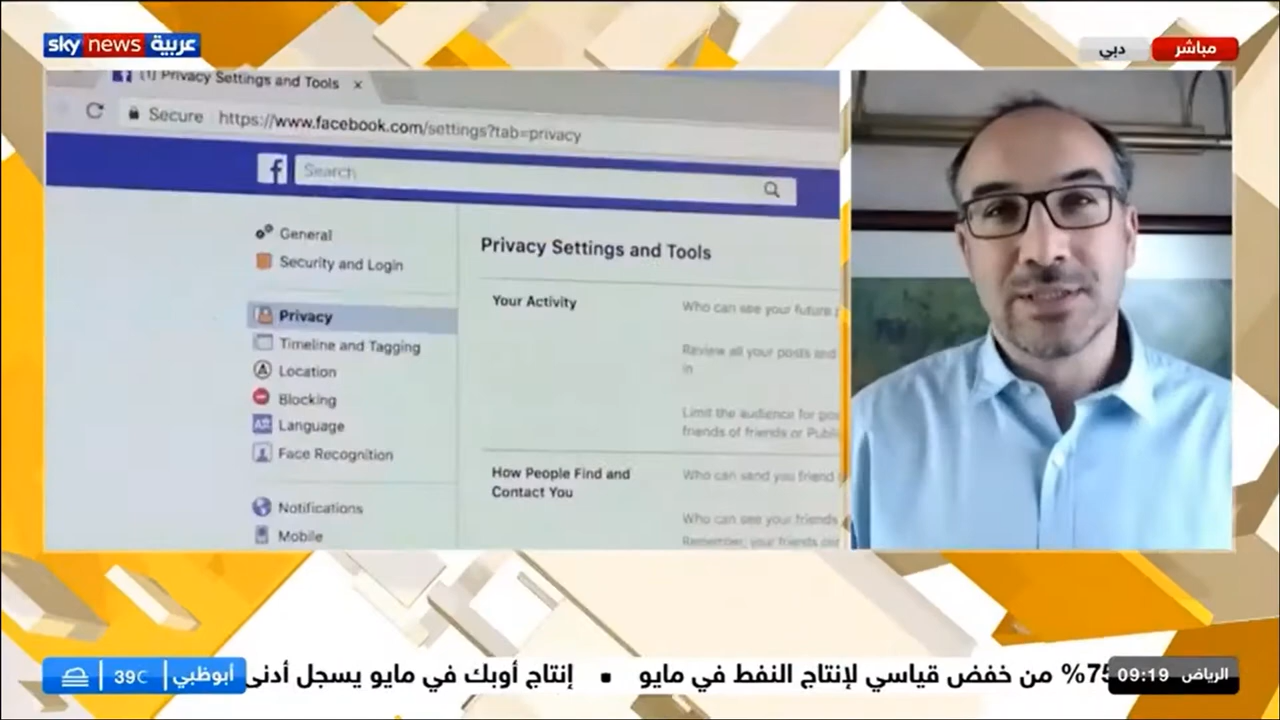 sky news عربية
دبي
مباشر
(1) Privacy Settings and Tools ×
Secure https://www.facebook.com/settings?tab=privacy
f Search
General
Security and Login
Privacy
Timeline and Tagging
Location
Blocking
Language
Face Recognition
Notifications
Mobile
Privacy Settings and Tools
Your Activity
Who can see your future
Review all your posts and
in
Limit the audience for
friends of friends or
How People Find and
Contact You
Who can send you friend
Who can see your friends
Remember, your friends
75% من خفض قياسي لإنتاج النفط في مايو ▪ إنتاج أوبك في مايو يسجل أدنى
الرياض 09:19
أبوظبي 39C